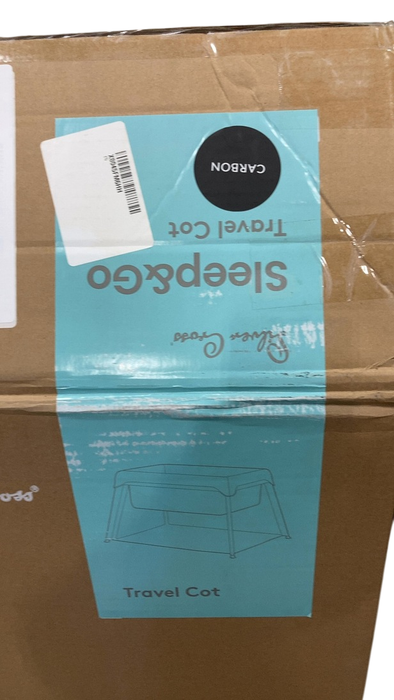 Silver Cross
Sleep&Go
Travel Cot
CARBON
Travel Cot